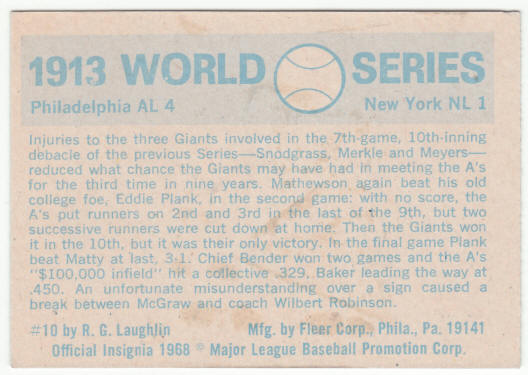 1913 WORLD SERIES
Philadelphia AL 4 New York NL 1
Injuries to the three Giants involved in the 7th-game, 10th-inning
debacle of the previous Series—Snodgrass, Merkle and Meyers—
reduced what chance the Giants may have had in meeting the A's
for the third time in nine years. Mathewson again beat his old
college foe, Eddie Plank, in the second game: with no score, the
A's put runners on 2nd and 3rd in the last of the 9th, but two
successive runners were cut down at home. Then the Giants won
it in the 10th, but it was their only victory. In the final game Plank
beat Matty at last, 3-1. Chief Bender won two games and the A's
"$100,000 infield" hit a collective .329, Baker leading the way at
.450. An unfortunate misunderstanding over a sign caused a
break between McGraw and coach Wilbert Robinson.
#10 by R. G. Laughlin Mfg. by Fleer Corp., Phila., Pa. 19141
Official Insignia 1968 © Major League Baseball Promotion Corp.